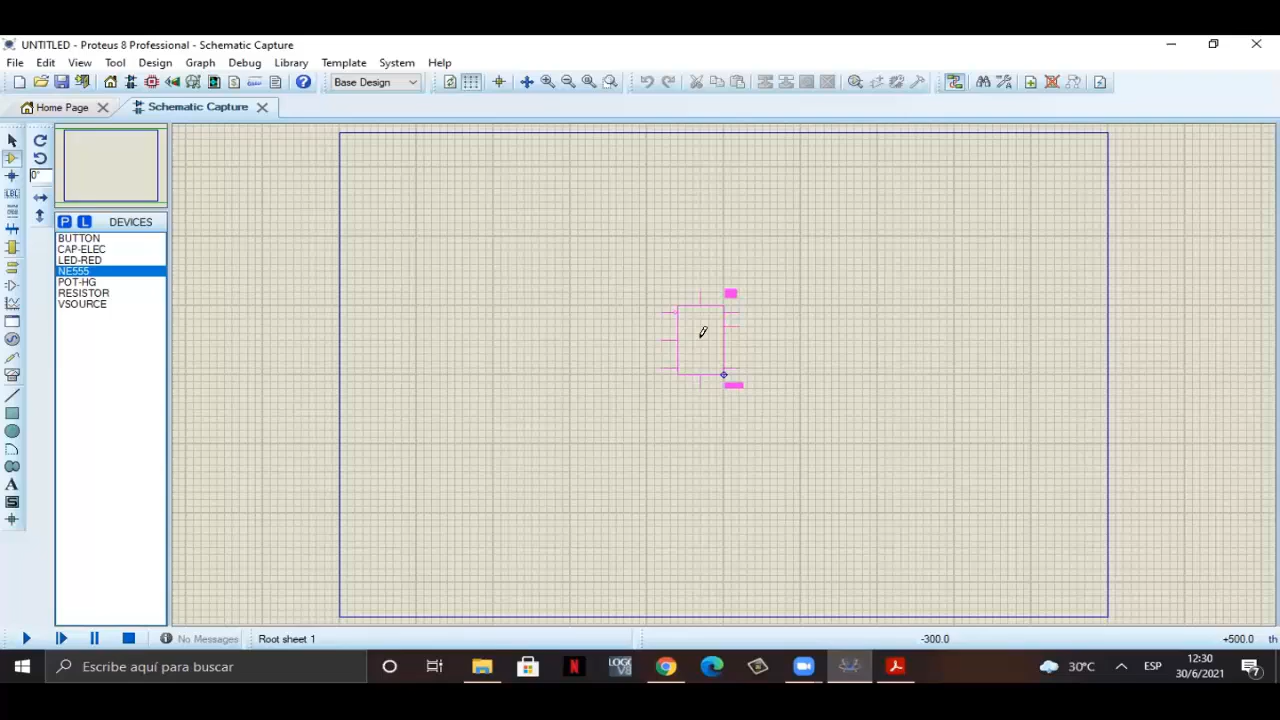 UNTITLED - Proteus 8 Professional - Schematic Capture
File Edit View Tool Design Graph Debug Library Template System Help
Base Design
Home Page Schematic Capture
0°
LBL
P L DEVICES
BUTTON
CAP-ELEC
LED-RED
NE555
POT-HG
RESISTOR
VSOURCE
A
S
No Messages Root sheet 1 -300.0 +500.0 th
Escribe aquí para buscar
N
30°C ESP
12:30
30/6/2021
7